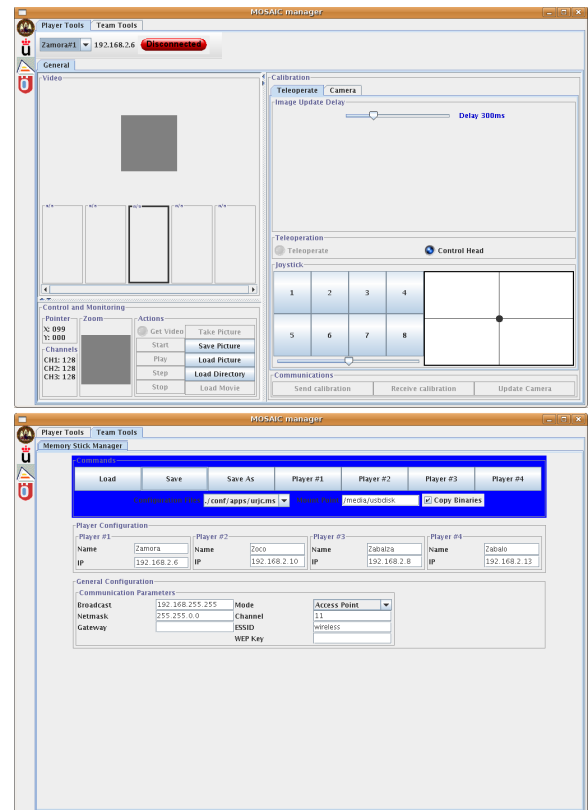 MOSAIC manager
Player Tools Team Tools
Zamora#1 192.168.2.6 Disconnected
General
Video
Calibration
Teleoperate Camera
Image Update Delay
Delay 300ms
Teleoperation
Teleoperate Control Head
Joystick
1 2 3 4
5 6 7 8
Control and Monitoring
Pointer Zoom Actions
X: 099
Y: 000
Get Video Take Picture
Channels
Start Save Picture
CH1: 128
Play Load Picture
CH2: 128
Step Load Directory
CH3: 128
Stop Load Movie
Communications
Send calibration Receive calibration Update Camera
MOSAIC manager
Player Tools Team Tools
Memory Stick Manager
Commands
Load Save Save As Player #1 Player #2 Player #3 Player #4
./conf/apps/urjc.ms /media/usbdisk Copy Binaries
Player Configuration
Player #1 Player #2 Player #3 Player #4
Name Zamora Name Zoco Name Zabalza Name Zabalo
IP 192.168.2.6 IP 192.168.2.10 IP 192.168.2.8 IP 192.168.2.13
General Configuration
Communication Parameters
Broadcast 192.168.255.255 Mode Access Point
Netmask 255.255.0.0 Channel 11
Gateway ESSID wireless
WEP Key